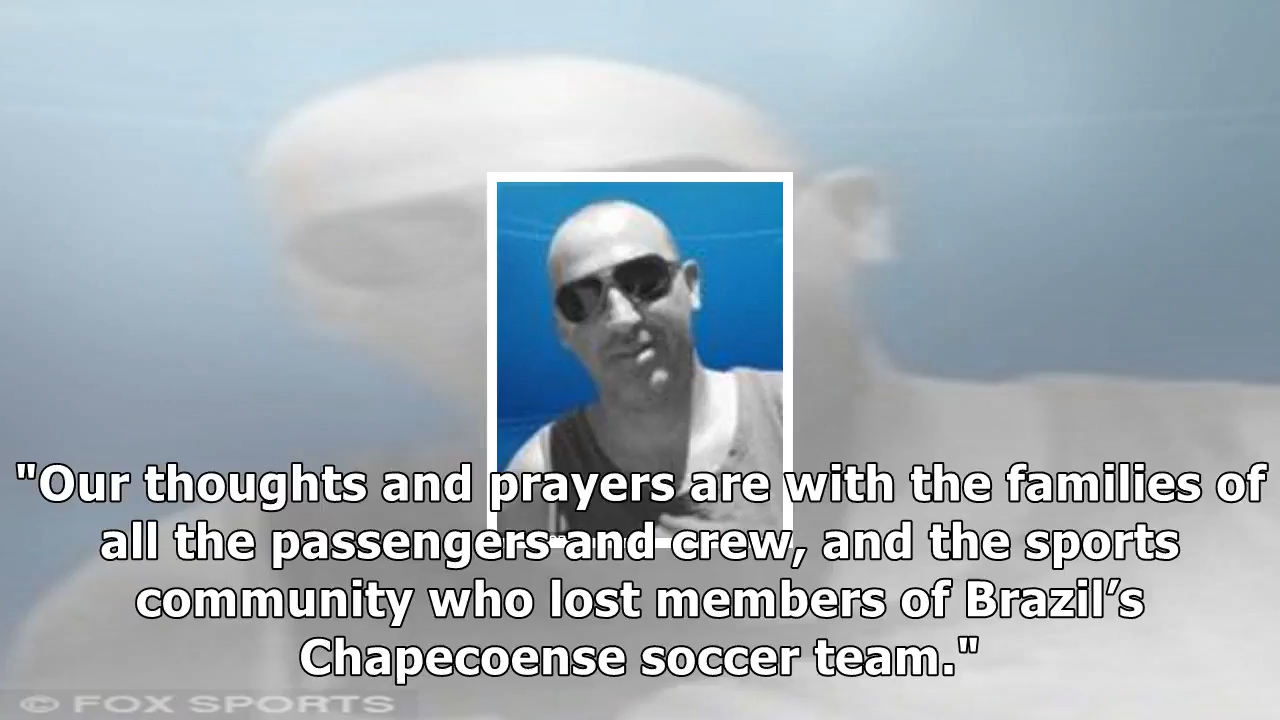 "Our thoughts and prayers are with the families of
all the passengers and crew, and the sports
community who lost members of Brazil’s
Chapecoense soccer team."
© FOX SPORTS